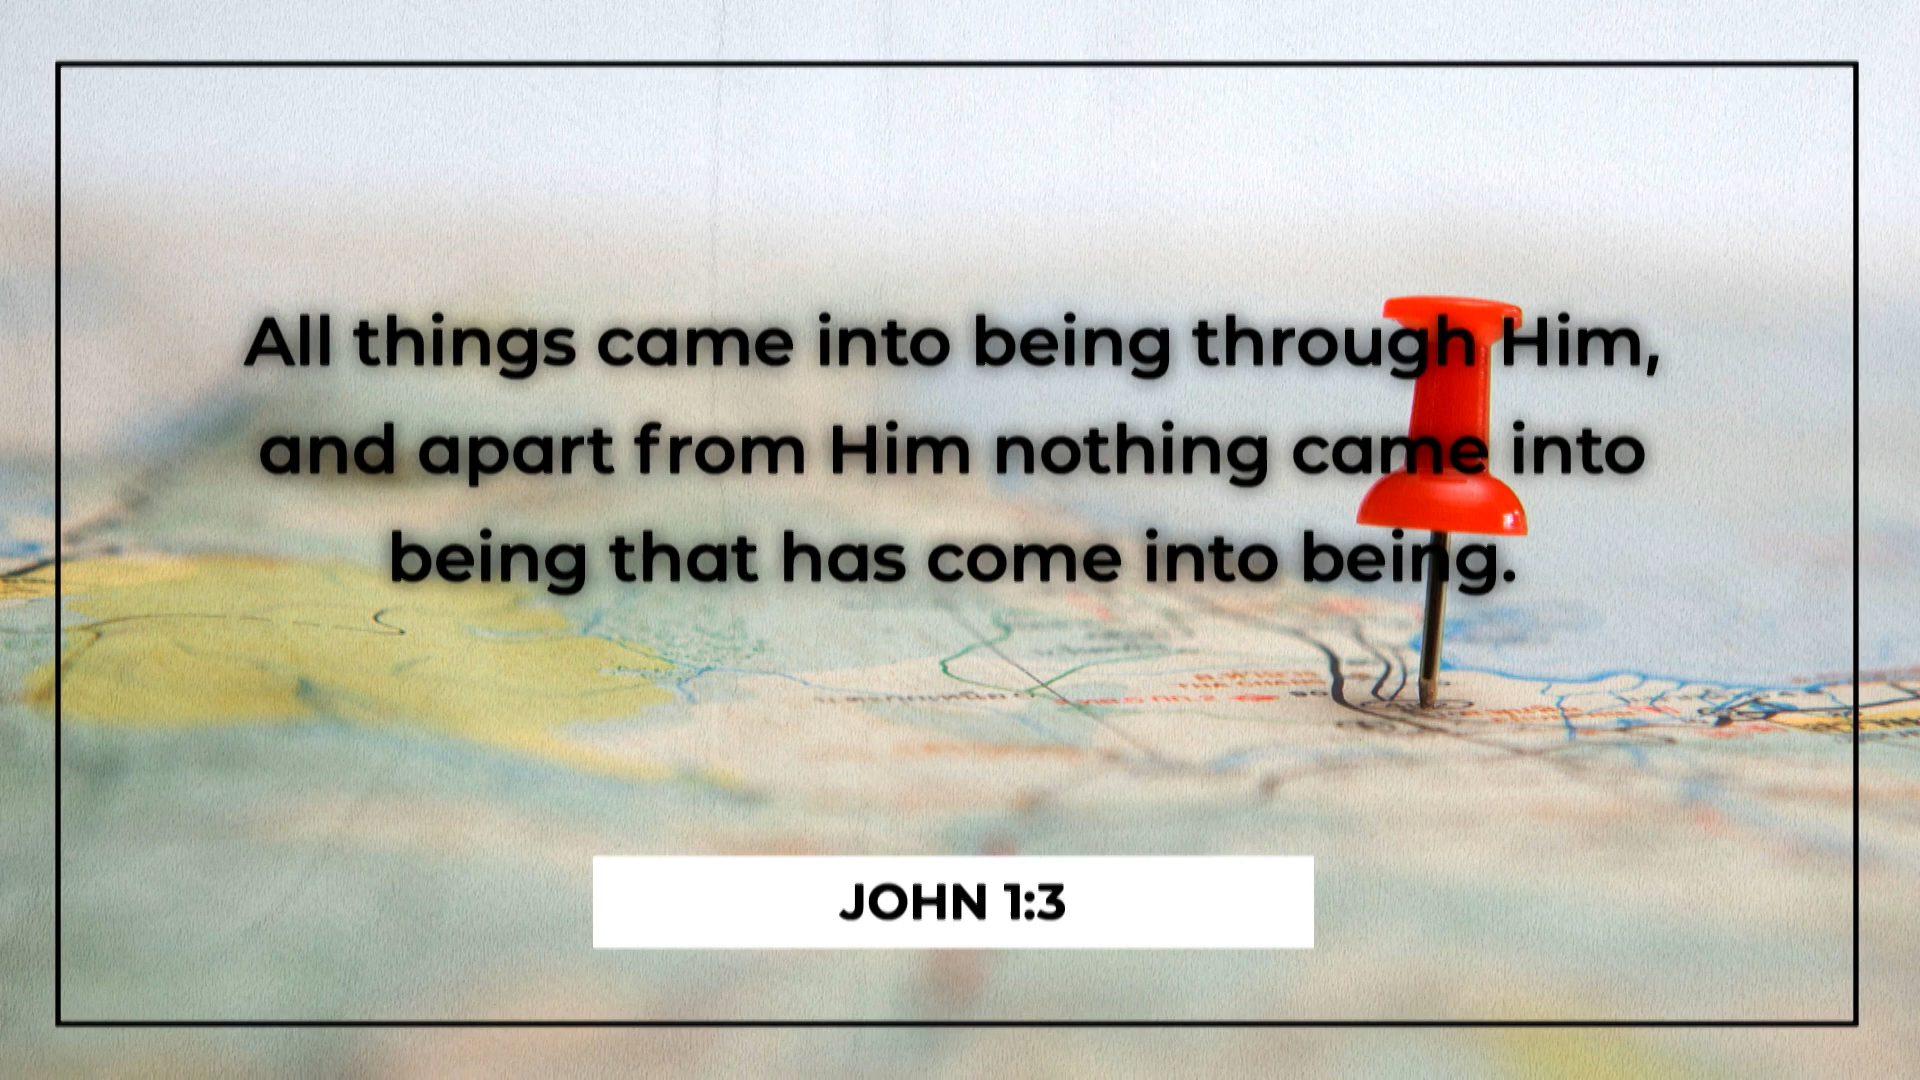 All things came into being through Him,
and apart from Him nothing came into
being that has come into being.
JOHN 1:3